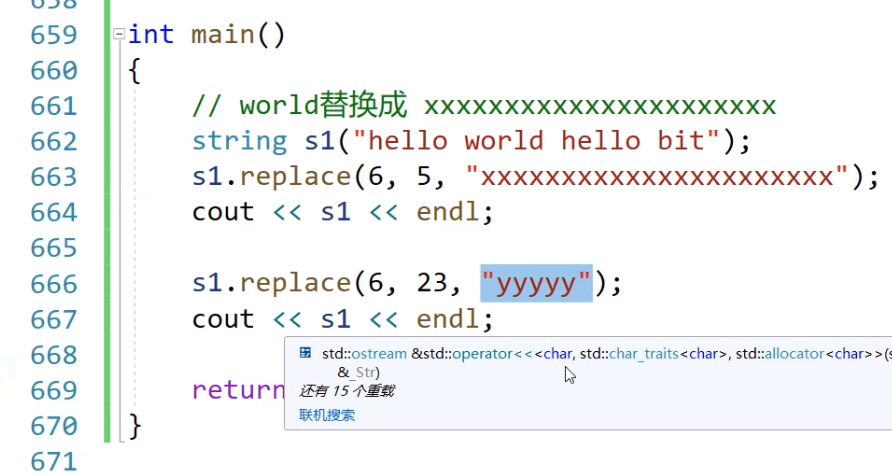 658
659 int main()
660 {
661 // world替换成 xxxxxxxxxxxxxxxxxxxxxx
662 string s1("hello world hello bit");
663 s1.replace(6, 5, "xxxxxxxxxxxxxxxxxxxxxx");
664 cout << s1 << endl;
665
666 s1.replace(6, 23, "yyyyy");
667 cout << s1 << endl;
668 std::ostream &std::operator<<<char, std::char_traits<char>, std::allocator<char>>(s
&_Str)
669 return 还有 15 个重载
联机搜索
670 }
671